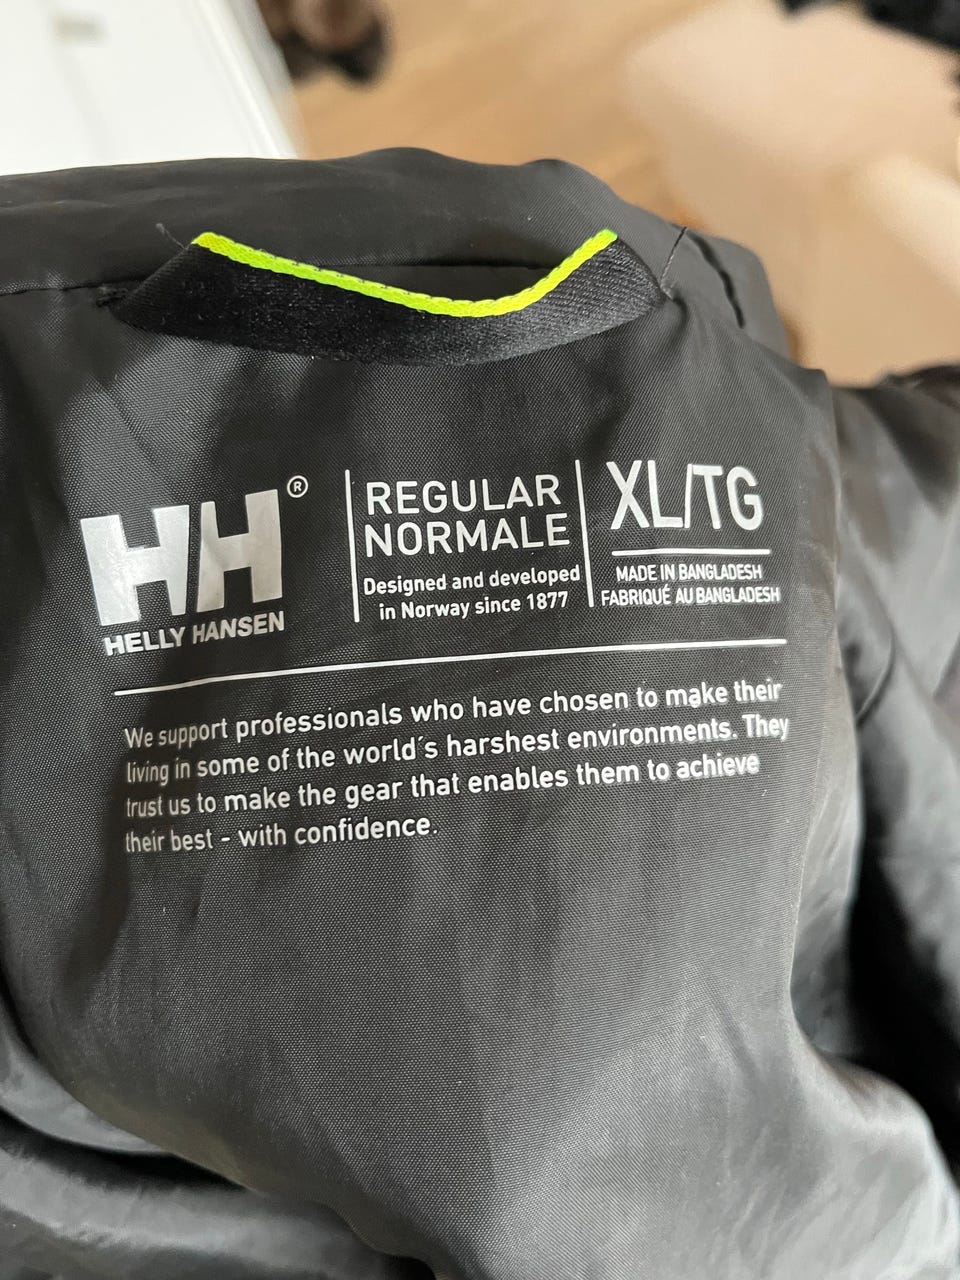 HH®
HELLY HANSEN
REGULAR
NORMALE
Designed and developed
in Norway since 1877
XL/TG
MADE IN BANGLADESH
FABRIQUÉ AU BANGLADESH
We support professionals who have chosen to make their
living in some of the world´s harshest environments. They
trust us to make the gear that enables them to achieve
their best - with confidence.